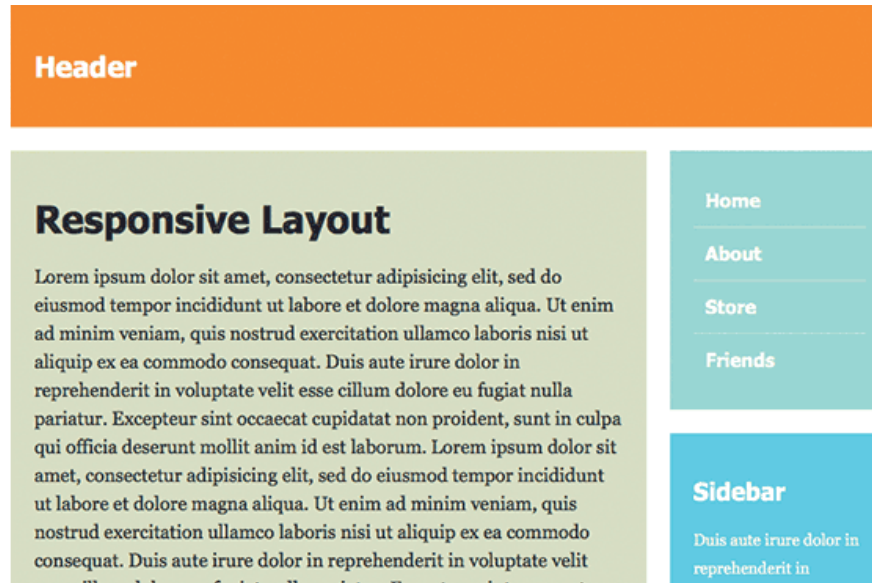 Header
Responsive Layout
Lorem ipsum dolor sit amet, consectetur adipisicing elit, sed do
eiusmod tempor incididunt ut labore et dolore magna aliqua. Ut enim
ad minim veniam, quis nostrud exercitation ullamco laboris nisi ut
aliquip ex ea commodo consequat. Duis aute irure dolor in
reprehenderit in voluptate velit esse cillum dolore eu fugiat nulla
pariatur. Excepteur sint occaecat cupidatat non proident, sunt in culpa
qui officia deserunt mollit anim id est laborum. Lorem ipsum dolor sit
amet, consectetur adipisicing elit, sed do eiusmod tempor incididunt
ut labore et dolore magna aliqua. Ut enim ad minim veniam, quis
nostrud exercitation ullamco laboris nisi ut aliquip ex ea commodo
consequat. Duis aute irure dolor in reprehenderit in voluptate velit
Home
About
Store
Friends
Sidebar
Duis aute irure dolor in
reprehenderit in